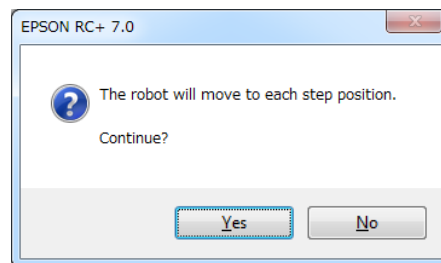 EPSON RC+ 7.0
The robot will move to each step position.
Continue?
Yes
No